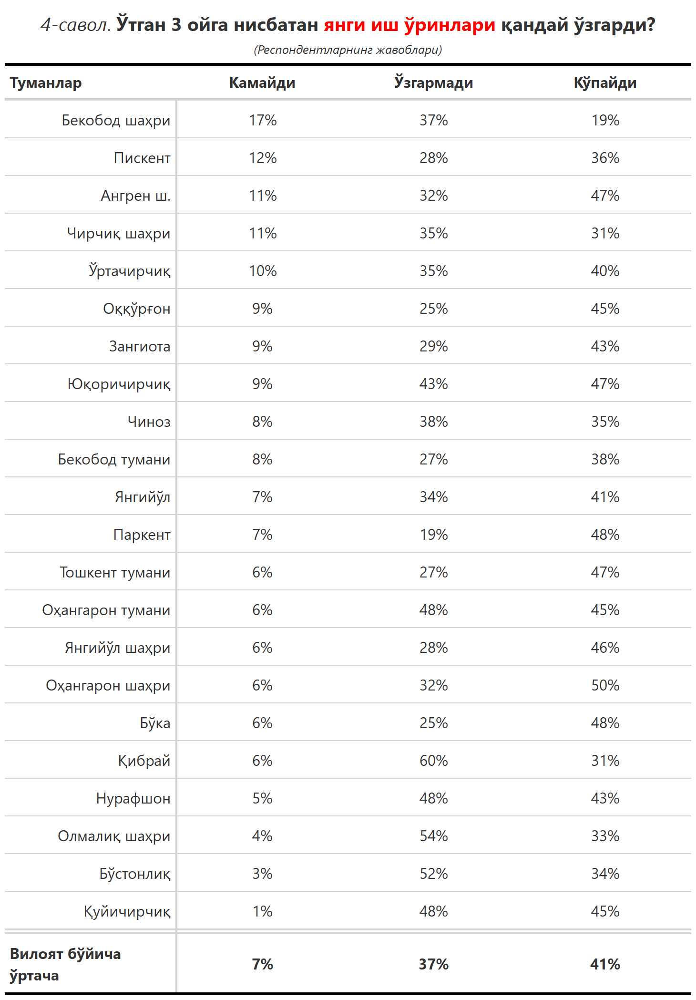 4-савол. Ўтган 3 ойга нисбатан янги иш ўринлари қандай ўзгарди?
(Респондентларнинг жавоблари)
Туманлар Камайди Ўзгармади Кўпайди
Бекобод шаҳри 17% 37% 19%
Пискент 12% 28% 36%
Ангрен ш. 11% 32% 47%
Чирчиқ шаҳри 11% 35% 31%
Ўртачирчиқ 10% 35% 40%
Оққўрғон 9% 25% 45%
Зангиота 9% 29% 43%
Юқоричирчиқ 9% 43% 47%
Чиноз 8% 38% 35%
Бекобод тумани 8% 27% 38%
Янгийўл 7% 34% 41%
Паркент 7% 19% 48%
Тошкент тумани 6% 27% 47%
Оҳангарон тумани 6% 48% 45%
Янгийўл шаҳри 6% 28% 46%
Оҳангарон шаҳри 6% 32% 50%
Бўка 6% 25% 48%
Қибрай 6% 60% 31%
Нурафшон 5% 48% 43%
Олмалиқ шаҳри 4% 54% 33%
Бўстонлиқ 3% 52% 34%
Қуйичирчиқ 1% 48% 45%
Вилоят бўйича
ўртача 7% 37% 41%